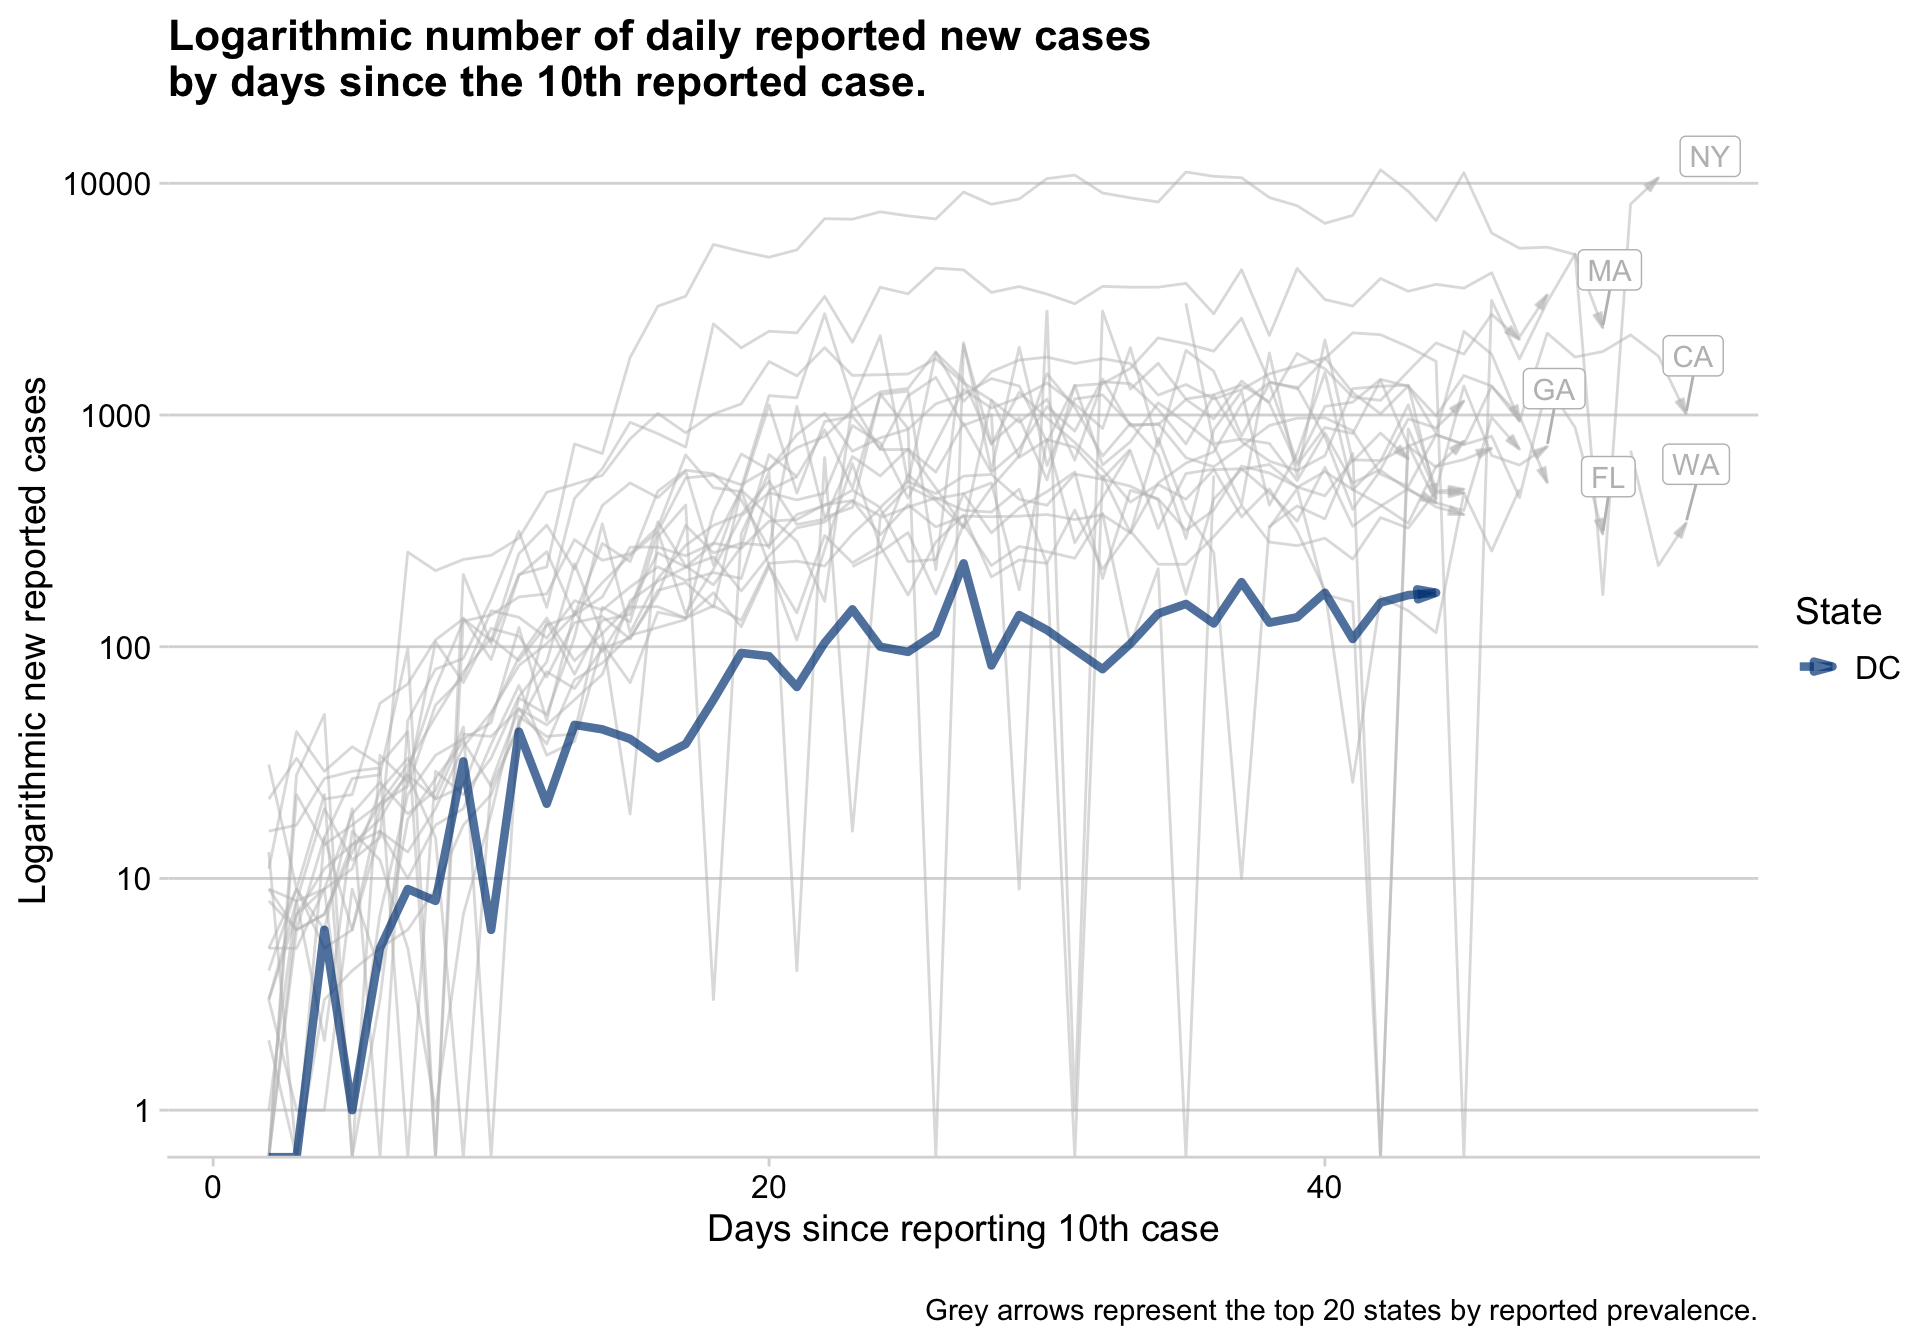 Logarithmic number of daily reported new cases
by days since the 10th reported case.
Logarithmic new reported cases
10000
1000
100
10
1
NY
MA
CA
GA
WA
FL
State
DC
0
20
40
Days since reporting 10th case
Grey arrows represent the top 20 states by reported prevalence.